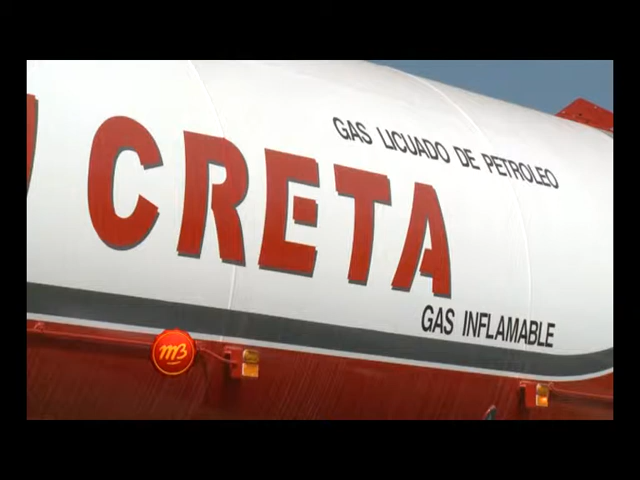 GAS LICUADO DE PETROLEO
CRETA
GAS INFLAMABLE
MB